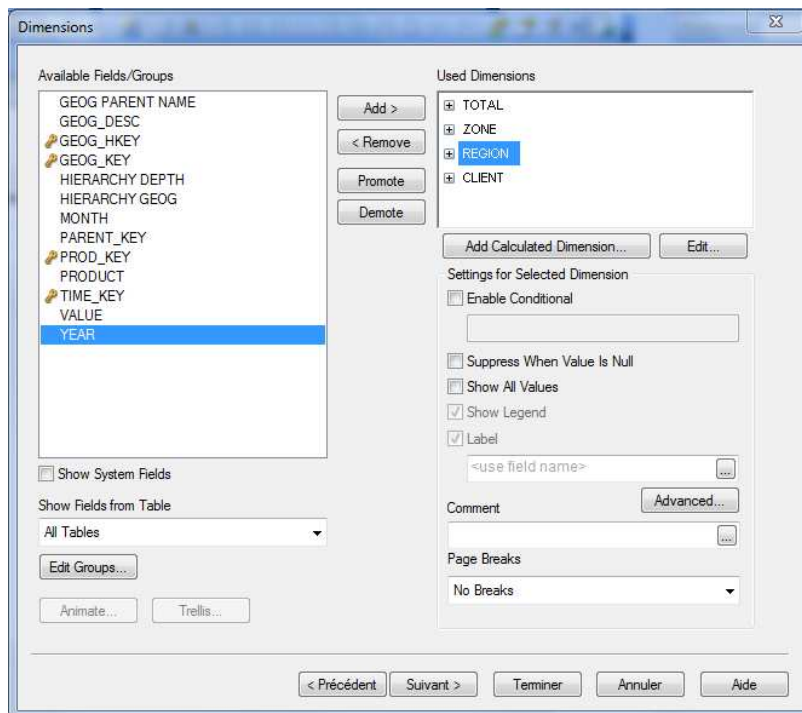 Dimensions
Available Fields/Groups
GEOG PARENT NAME
GEOG_DESC
GEOG_HKEY
GEOG_KEY
HIERARCHY DEPTH
HIERARCHY GEOG
MONTH
PARENT_KEY
PROD_KEY
PRODUCT
TIME_KEY
VALUE
YEAR
Show System Fields
Show Fields from Table
All Tables
Edit Groups...
Animate...
Trellis...
Add >
< Remove
Promote
Demote
Used Dimensions
TOTAL
ZONE
REGION
CLIENT
Add Calculated Dimension...
Edit...
Settings for Selected Dimension
Enable Conditional
Suppress When Value Is Null
Show All Values
Show Legend
Label
<use field name>
...
Advanced...
Comment
...
Page Breaks
No Breaks
< Précédent
Suivant >
Terminer
Annuler
Aide